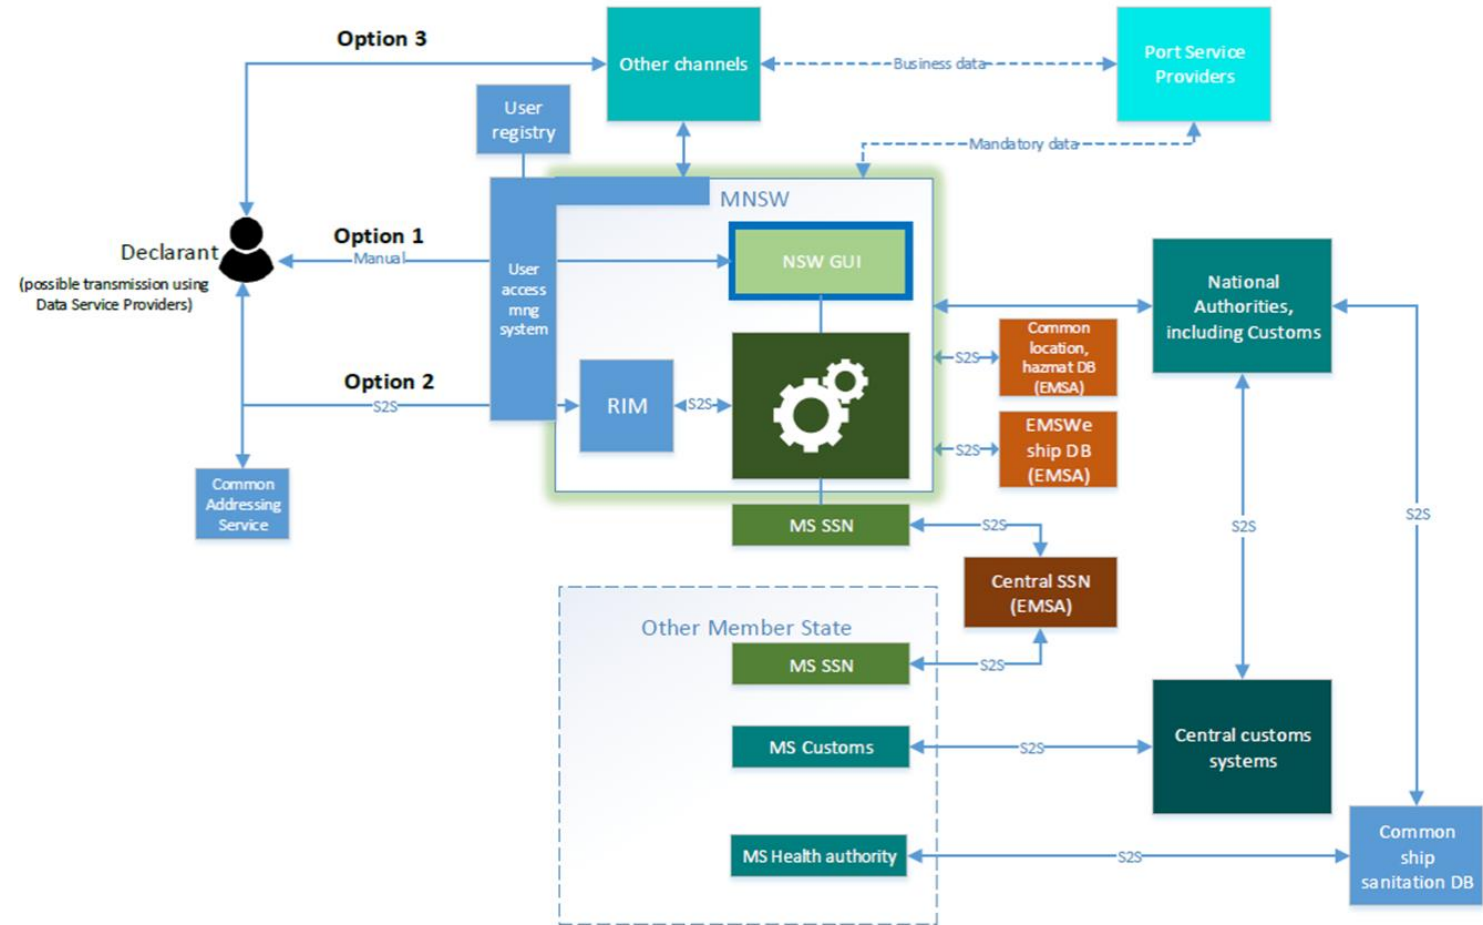 Option 3
Other channels
Business data
Port Service
Providers
User
registry
Mandatory data
MNSW
Declarant
(possible transmission using
Data Service Providers)
Option 1
Manual
User
access
mng
system
NSW GUI
National
Authorities,
including Customs
S2S
Common
location,
hazmat DB
(EMSA)
Option 2
S2S
RIM
S2S
S2S
EMSWe
ship DB
(EMSA)
Common
Addressing
Service
MS SSN
S2S
S2S
S2S
Central SSN
(EMSA)
Other Member State
MS SSN
S2S
MS Customs
S2S
Central customs
systems
MS Health authority
S2S
Common
ship
sanitation DB